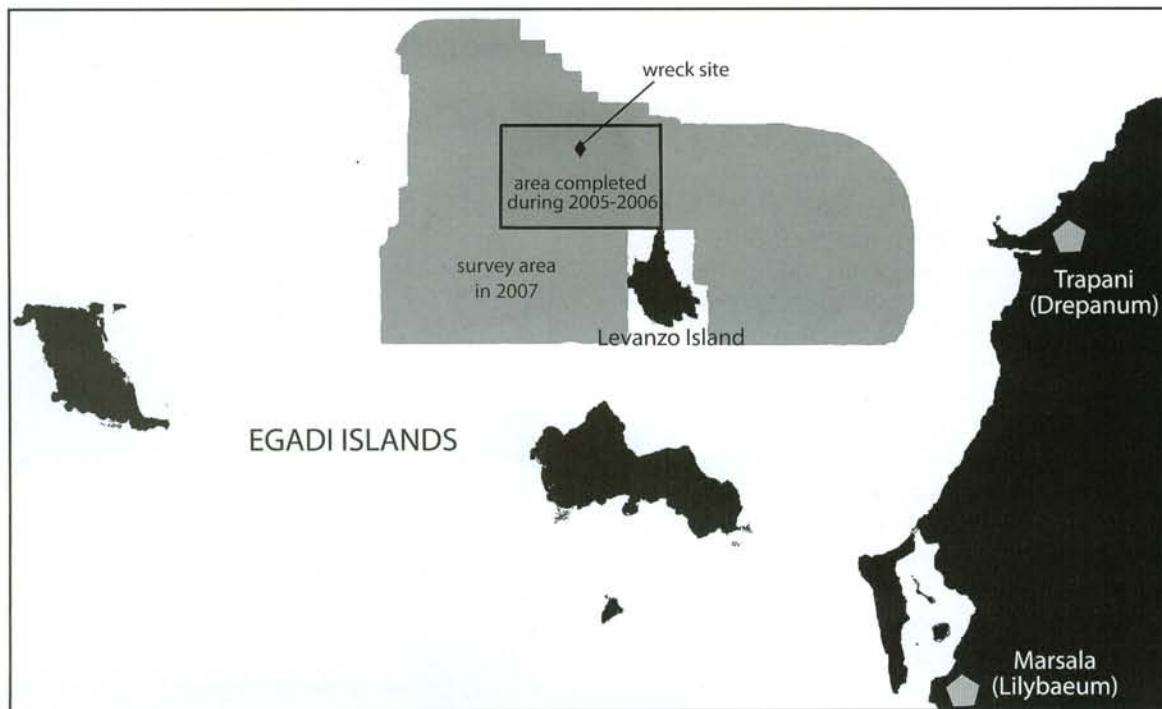 wreck site
area completed
during 2005-2006
survey area
in 2007
Levanzo Island
Trapani
(Drepanum)
EGADI ISLANDS
Marsala
(Lilybaeum)